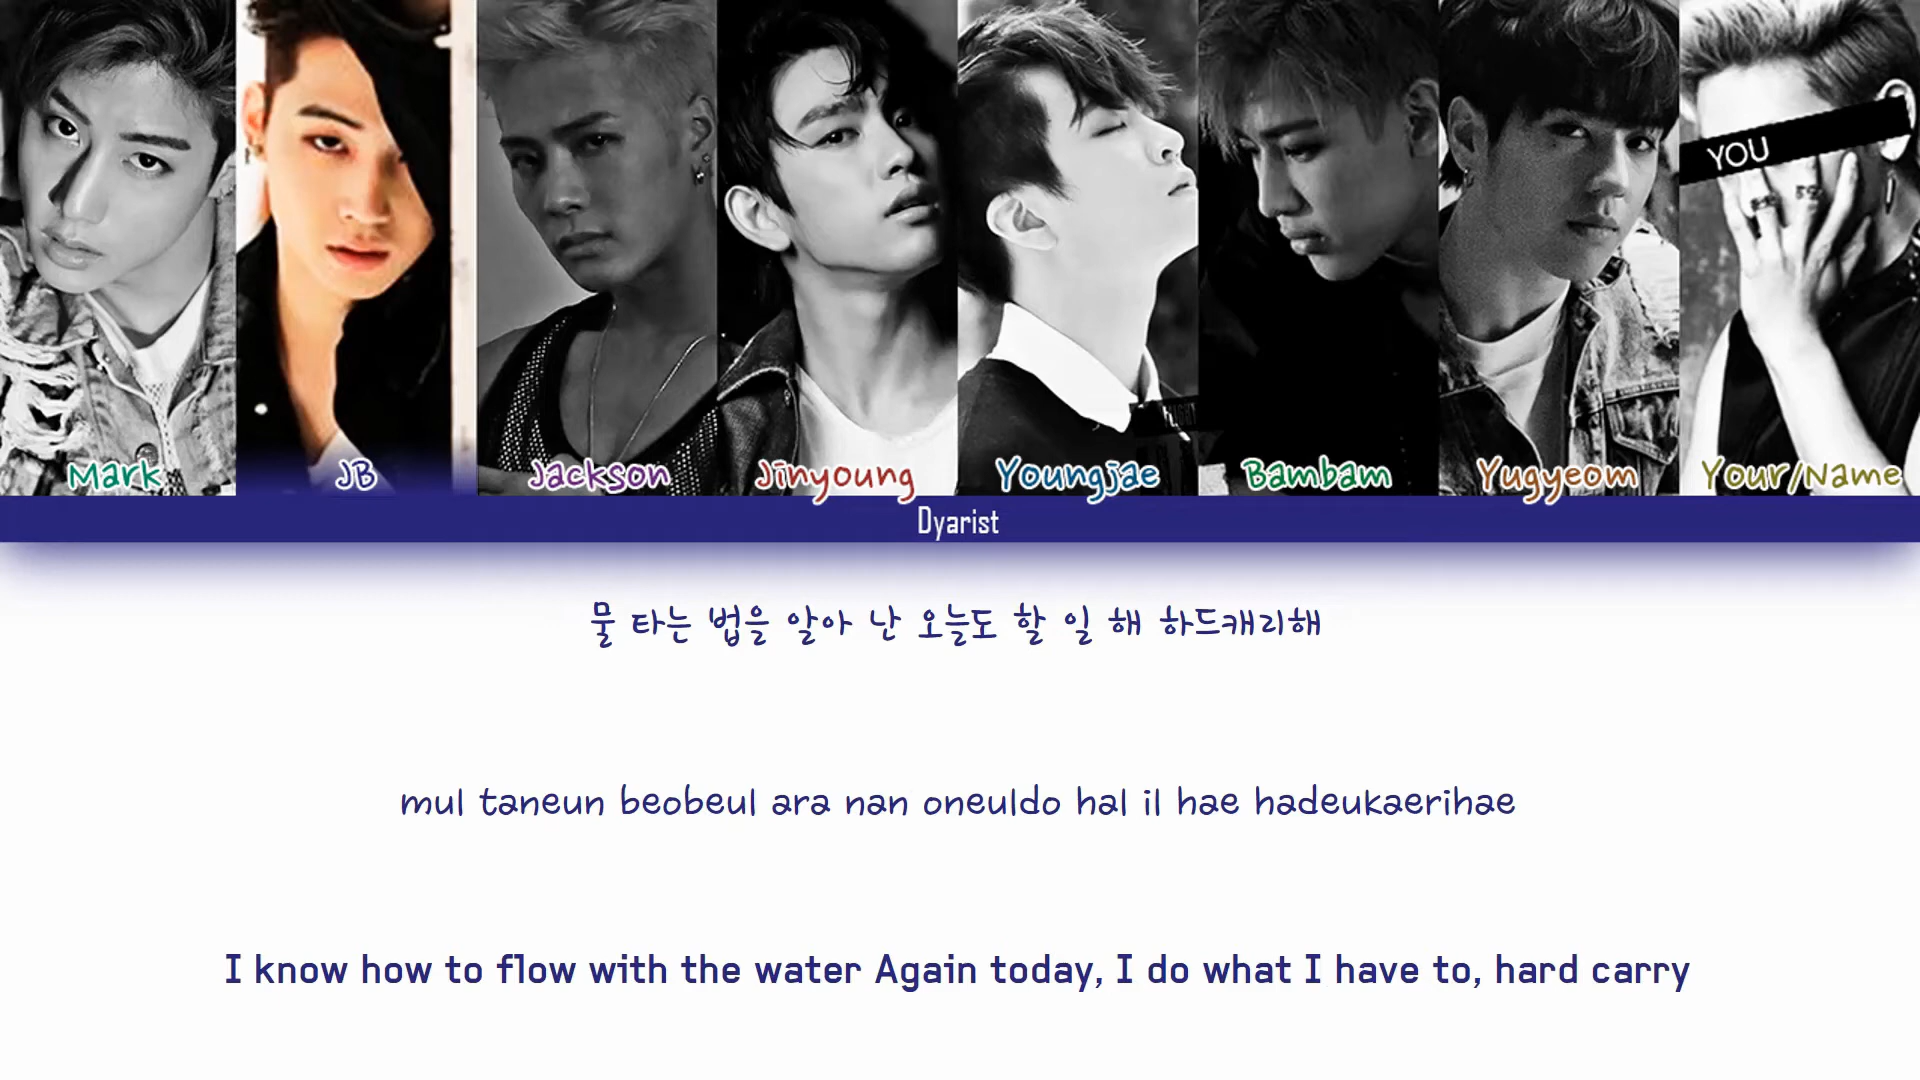 YOU
Mark JB Jackson Jinyoung Youngjae Bambam Yugyeom Your/Name
Dyarist
물 타는 법을 알아 난 오늘도 할 일 해 하드캐리해
mul taneun beobeul ara nan oneuldo hal il hae hadeukaerihae
I know how to flow with the water Again today, I do what I have to, hard carry